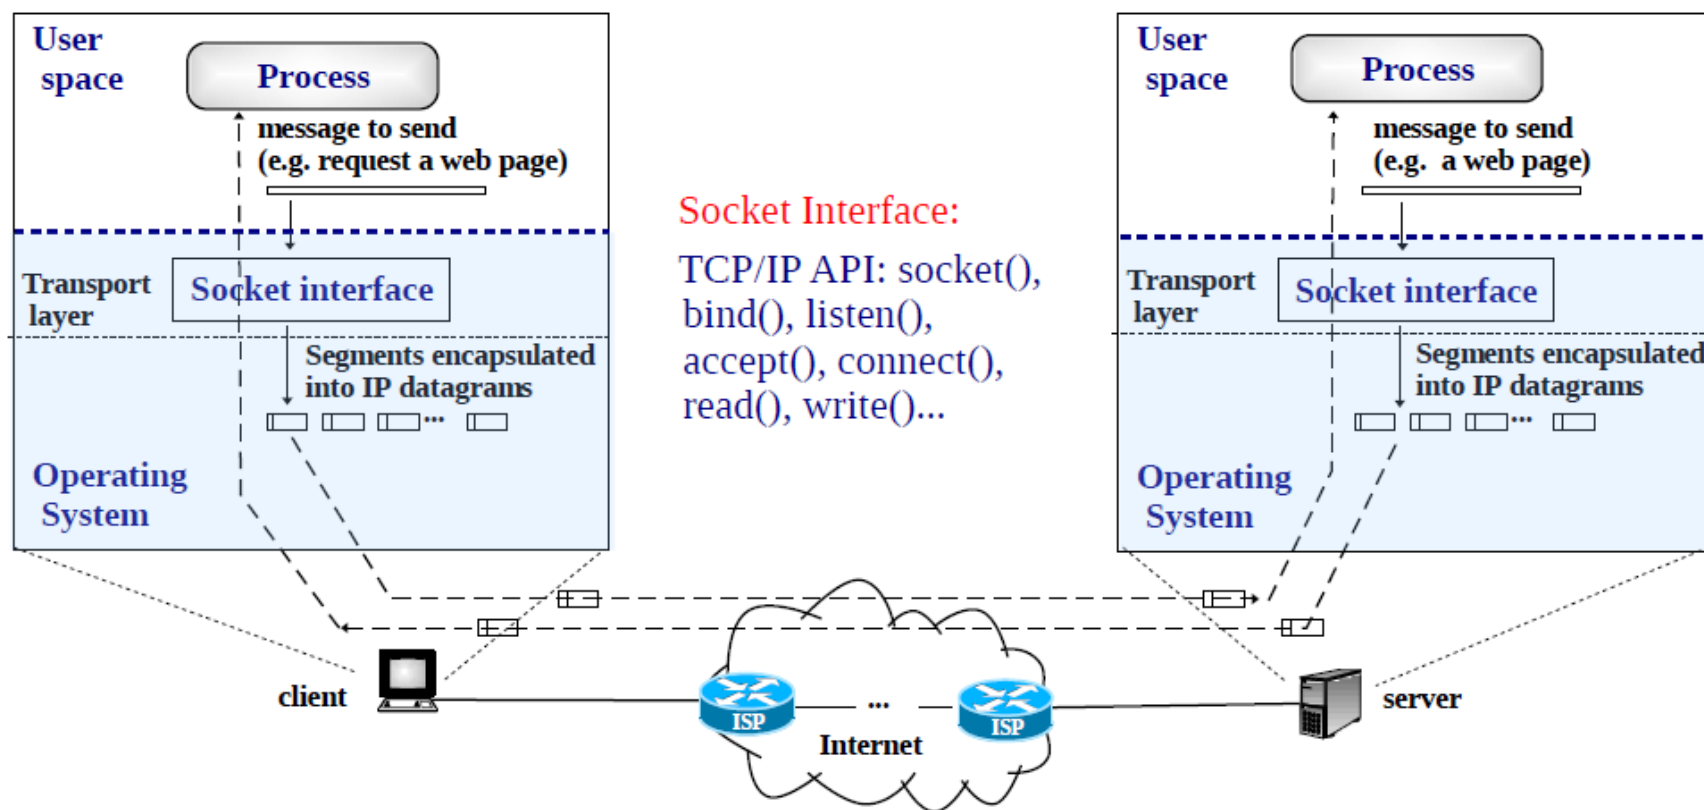 User
space
Process
message to send
(e.g. request a web page)
Transport
layer
Socket interface
Segments encapsulated
into IP datagrams
...
Operating
System
Socket Interface:
TCP/IP API: socket(),
bind(), listen(),
accept(), connect(),
read(), write()...
User
space
Process
message to send
(e.g. a web page)
Transport
layer
Socket interface
Segments encapsulated
into IP datagrams
...
Operating
System
client
ISP
...
ISP
Internet
server